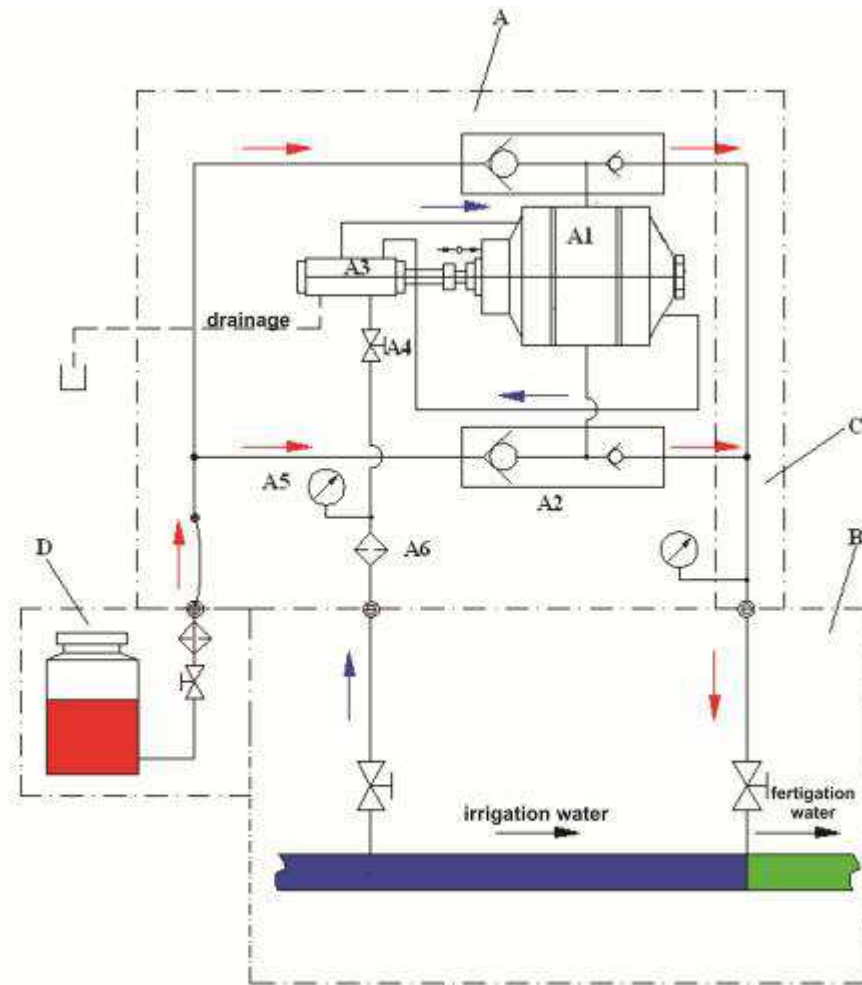 A
A1
A3
drainage
A4
C
A5
A2
B
D
A6
irrigation water
fertigation
water